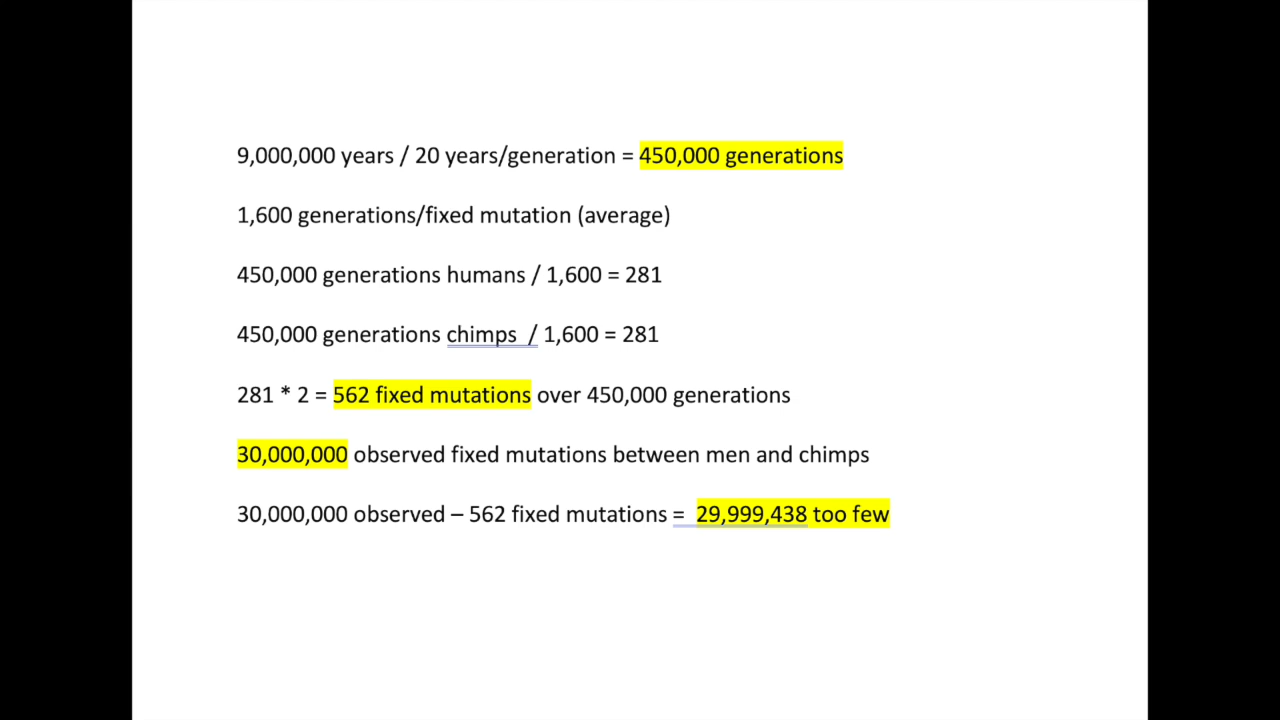 9,000,000 years / 20 years/generation = 450,000 generations
1,600 generations/fixed mutation (average)
450,000 generations humans / 1,600 = 281
450,000 generations chimps / 1,600 = 281
281 * 2 = 562 fixed mutations over 450,000 generations
30,000,000 observed fixed mutations between men and chimps
30,000,000 observed – 562 fixed mutations = 29,999,438 too few